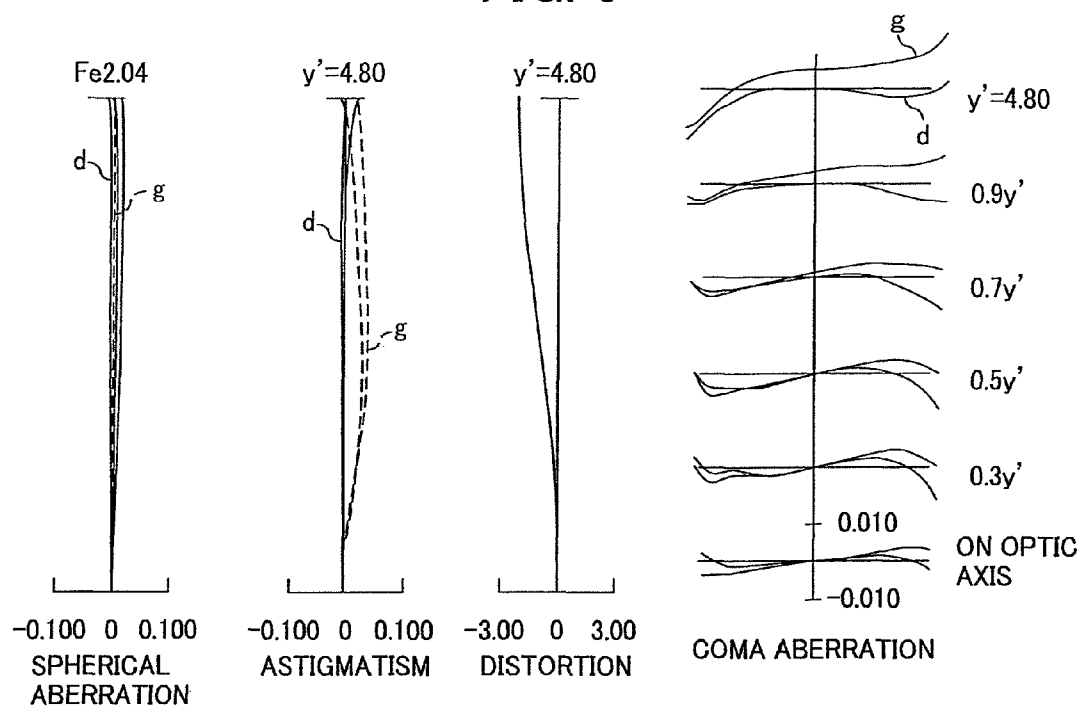 Fe2.04
d
g
-0.100 0 0.100
SPHERICAL
ABERRATION
y'=4.80
d
g
-0.100 0 0.100
ASTIGMATISM
y'=4.80
-3.00 0 3.00
DISTORTION
g
d
y'=4.80
0.9y'
0.7y'
0.5y'
0.3y'
0.010
ON OPTIC
AXIS
-0.010
COMA ABERRATION